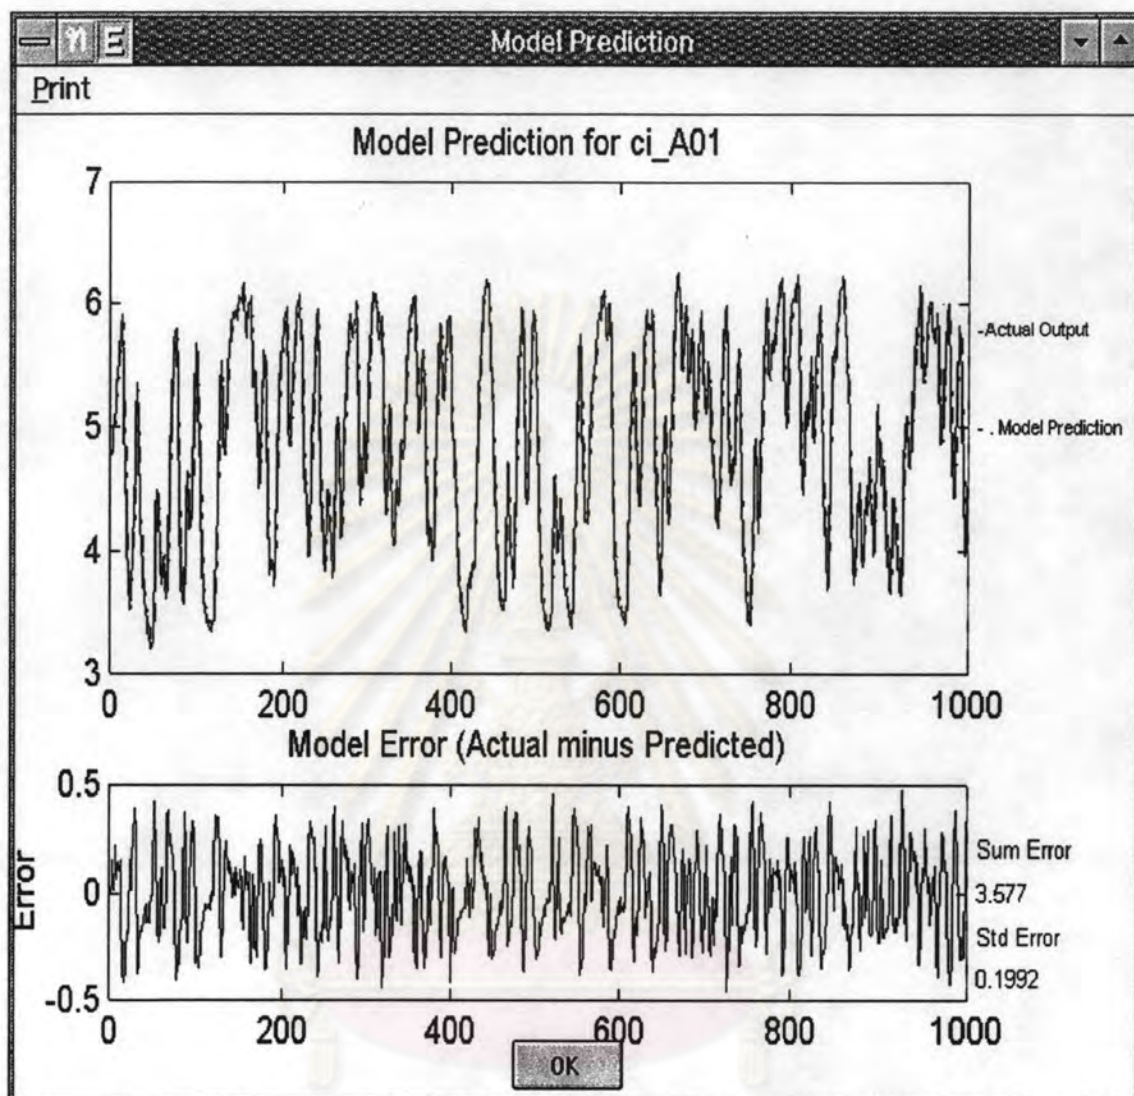 ก E Model Prediction
Print
Model Prediction for ci_A01
7
6
5
4
3
0 200 400 600 800 1000
-Actual Output
- . Model Prediction
Model Error (Actual minus Predicted)
Error
0.5
0
-0.5
0 200 400 600 800 1000
Sum Error
3.577
Std Error
0.1992
OK